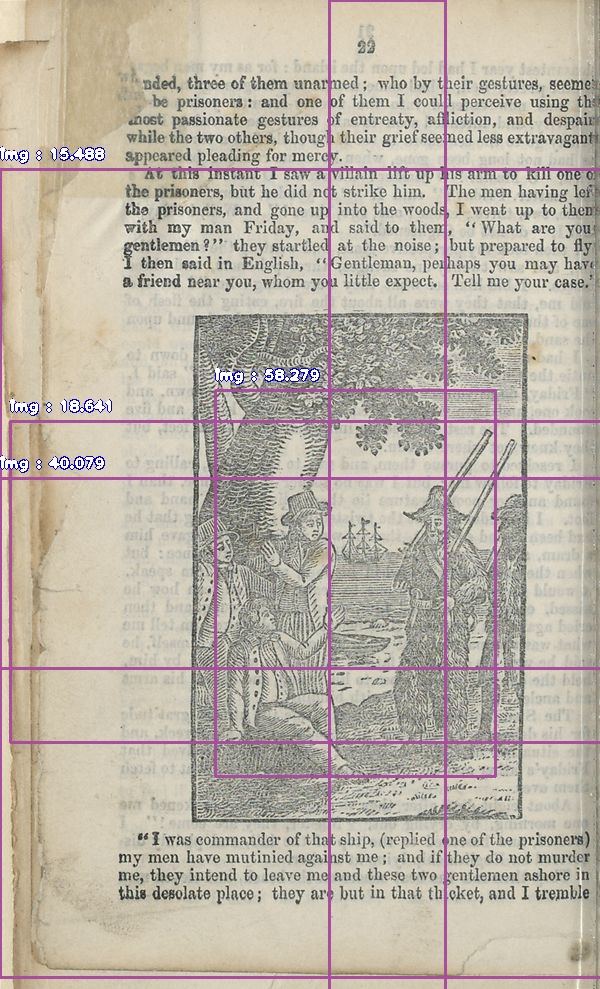 22
nded, three of them unarmed; who by their gestures, seeme
be prisoners: and one of them I could perceive using th
most passionate gestures of entreaty, affliction, and despair
while the two others, though their grief seemed less extravagant
appeared pleading for mercy.
At this instant I saw a villain lift up his arm to kill one o
the prisoners, but he did not strike him. The men having lef
the prisoners, and gone up into the woods, I went up to them
with my man Friday, and said to them, "What are you
gentlemen?" they startled at the noise; but prepared to fly
I then said in English, "Gentleman, perhaps you may have
a friend near you, whom you little expect. Tell me your case."
img : 15.488
img : 58.279
img : 18.641
img : 40.079
"I was commander of that ship, (replied one of the prisoners)
my men have mutinied against me; and if they do not murder
me, they intend to leave me and these two gentlemen ashore in
this desolate place; they are but in that thicket, and I tremble